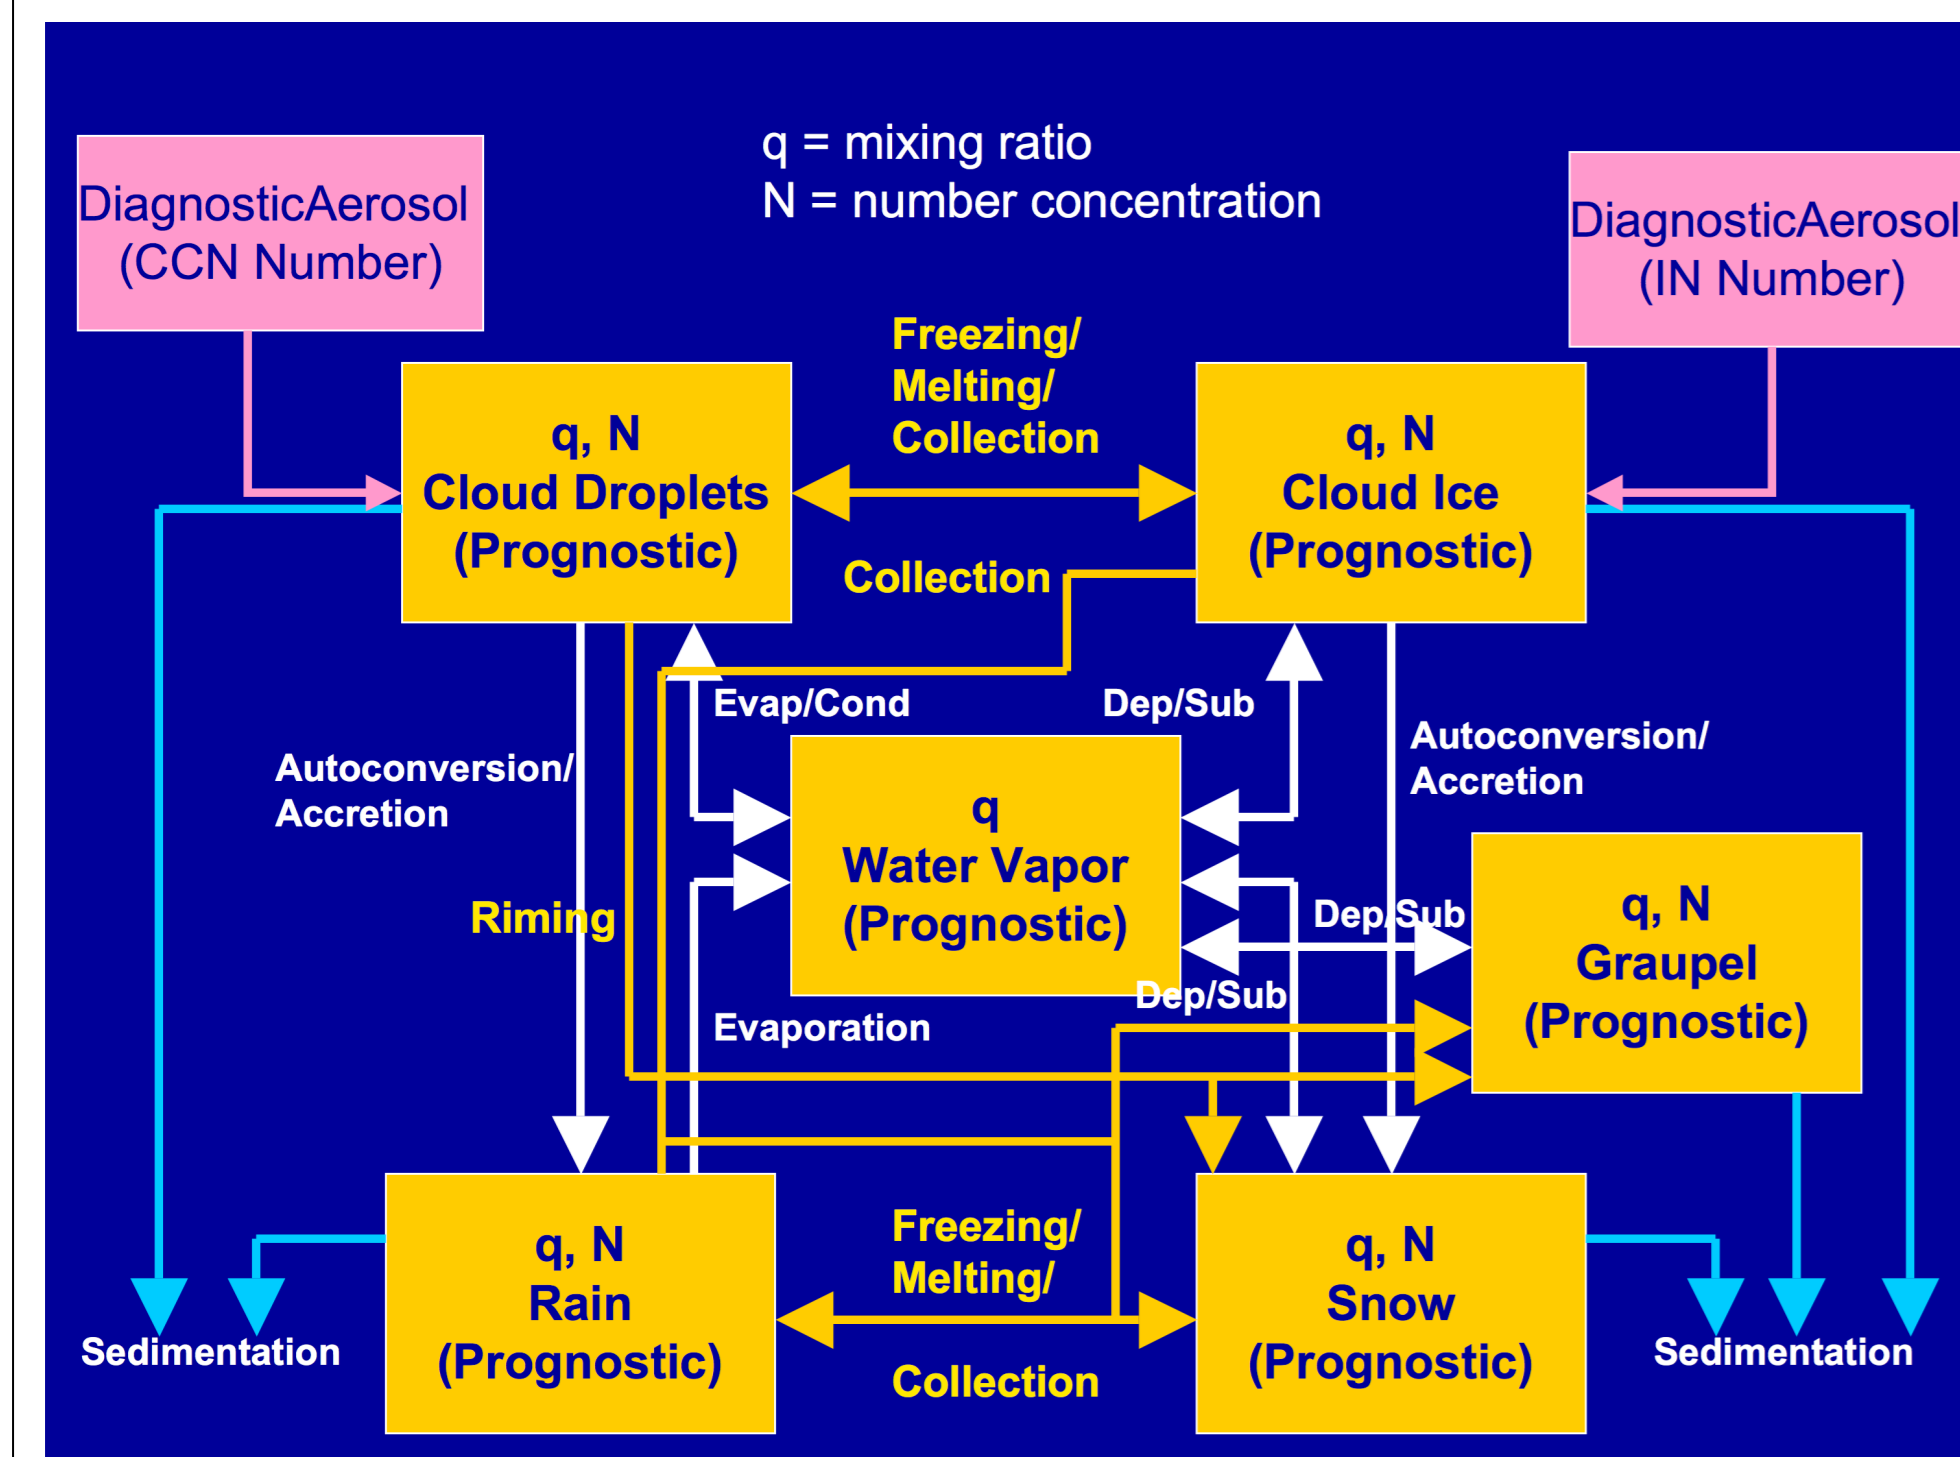 q = mixing ratio
N = number concentration
DiagnosticAerosol
(CCN Number)
DiagnosticAerosol
(IN Number)
Freezing/
Melting/
Collection
q, N
Cloud Droplets
(Prognostic)
q, N
Cloud Ice
(Prognostic)
Collection
Evap/Cond
Dep/Sub
Autoconversion/
Accretion
Autoconversion/
Accretion
q
Water Vapor
(Prognostic)
Riming
Dep/Sub
q, N
Graupel
(Prognostic)
Dep/Sub
Evaporation
Freezing/
Melting/
Collection
q, N
Rain
(Prognostic)
q, N
Snow
(Prognostic)
Sedimentation
Sedimentation